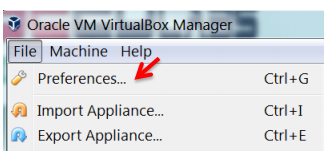 Oracle VM VirtualBox Manager
File Machine Help
Preferences... Ctrl+G
Import Appliance... Ctrl+I
Export Appliance... Ctrl+E